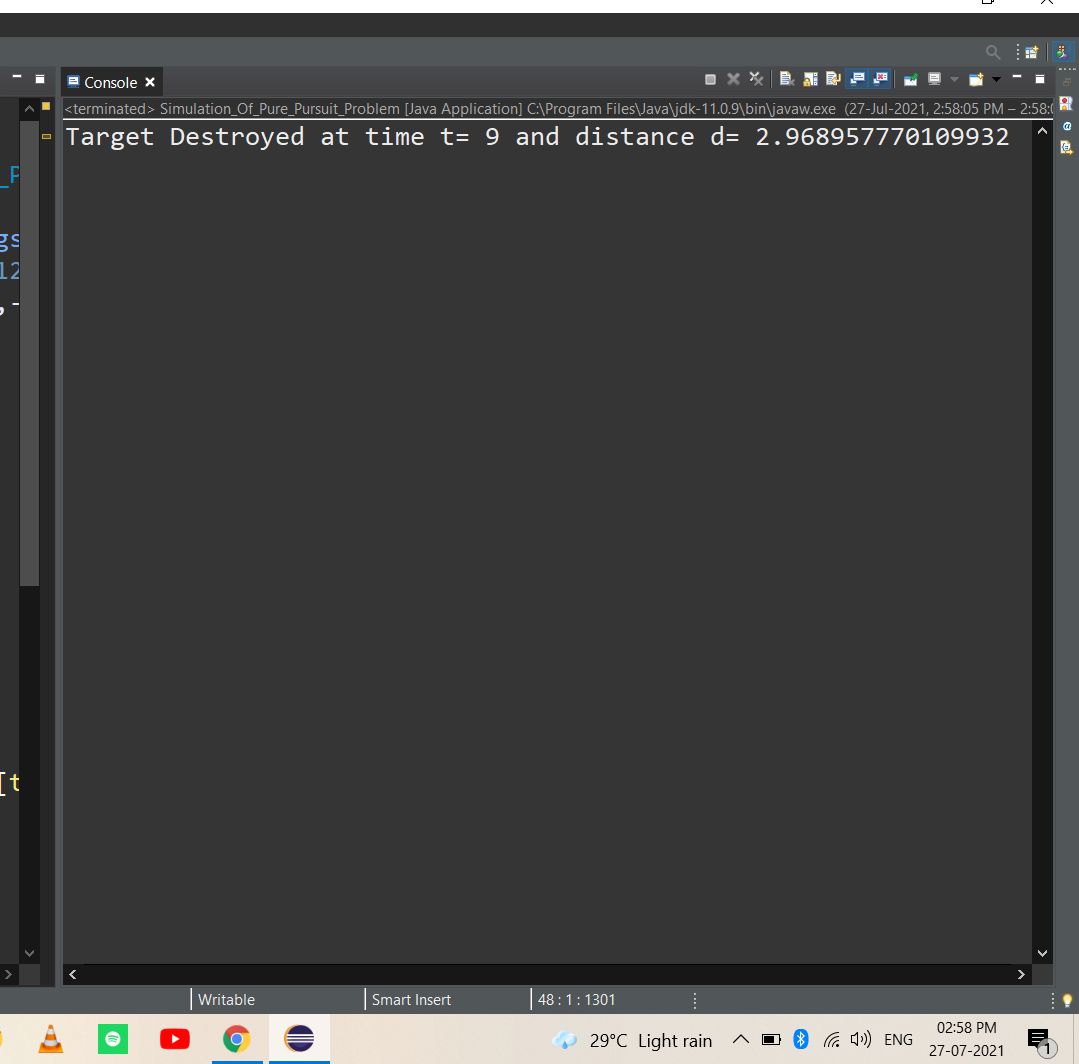 Console
<terminated> Simulation_Of_Pure_Pursuit_Problem [Java Application] C:\Program Files\Java\jdk-11.0.9\bin\javaw.exe (27-Jul-2021, 2:58:05 PM – 2:58:0
Target Destroyed at time t= 9 and distance d= 2.968957770109932
_P
gs
12
,-
[t
Writable
Smart Insert
48 : 1 : 1301
29°C Light rain
ENG
02:58 PM
27-07-2021
1